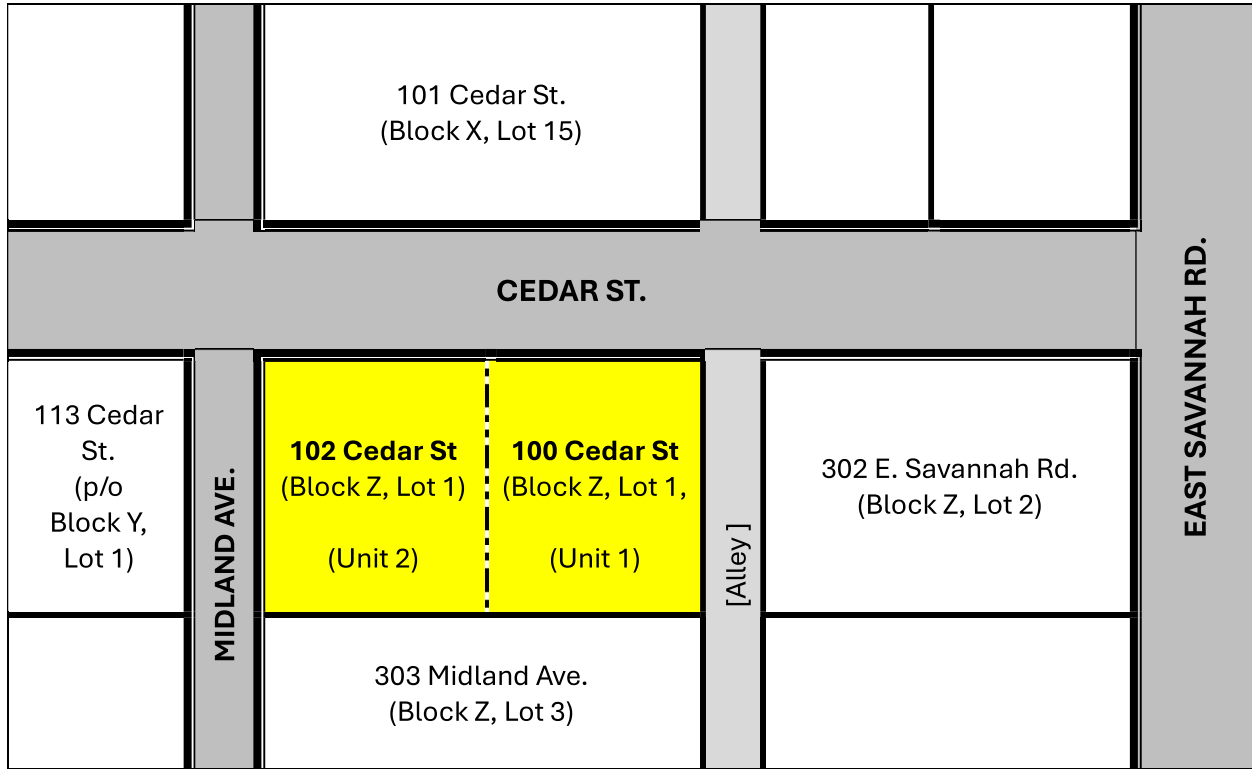 101 Cedar St.
(Block X, Lot 15)
CEDAR ST.
EAST SAVANNAH RD.
113 Cedar
St.
(p/o
Block Y,
Lot 1)
MIDLAND AVE.
102 Cedar St
(Block Z, Lot 1)
(Unit 2)
100 Cedar St
(Block Z, Lot 1,
(Unit 1)
[Alley ]
302 E. Savannah Rd.
(Block Z, Lot 2)
303 Midland Ave.
(Block Z, Lot 3)